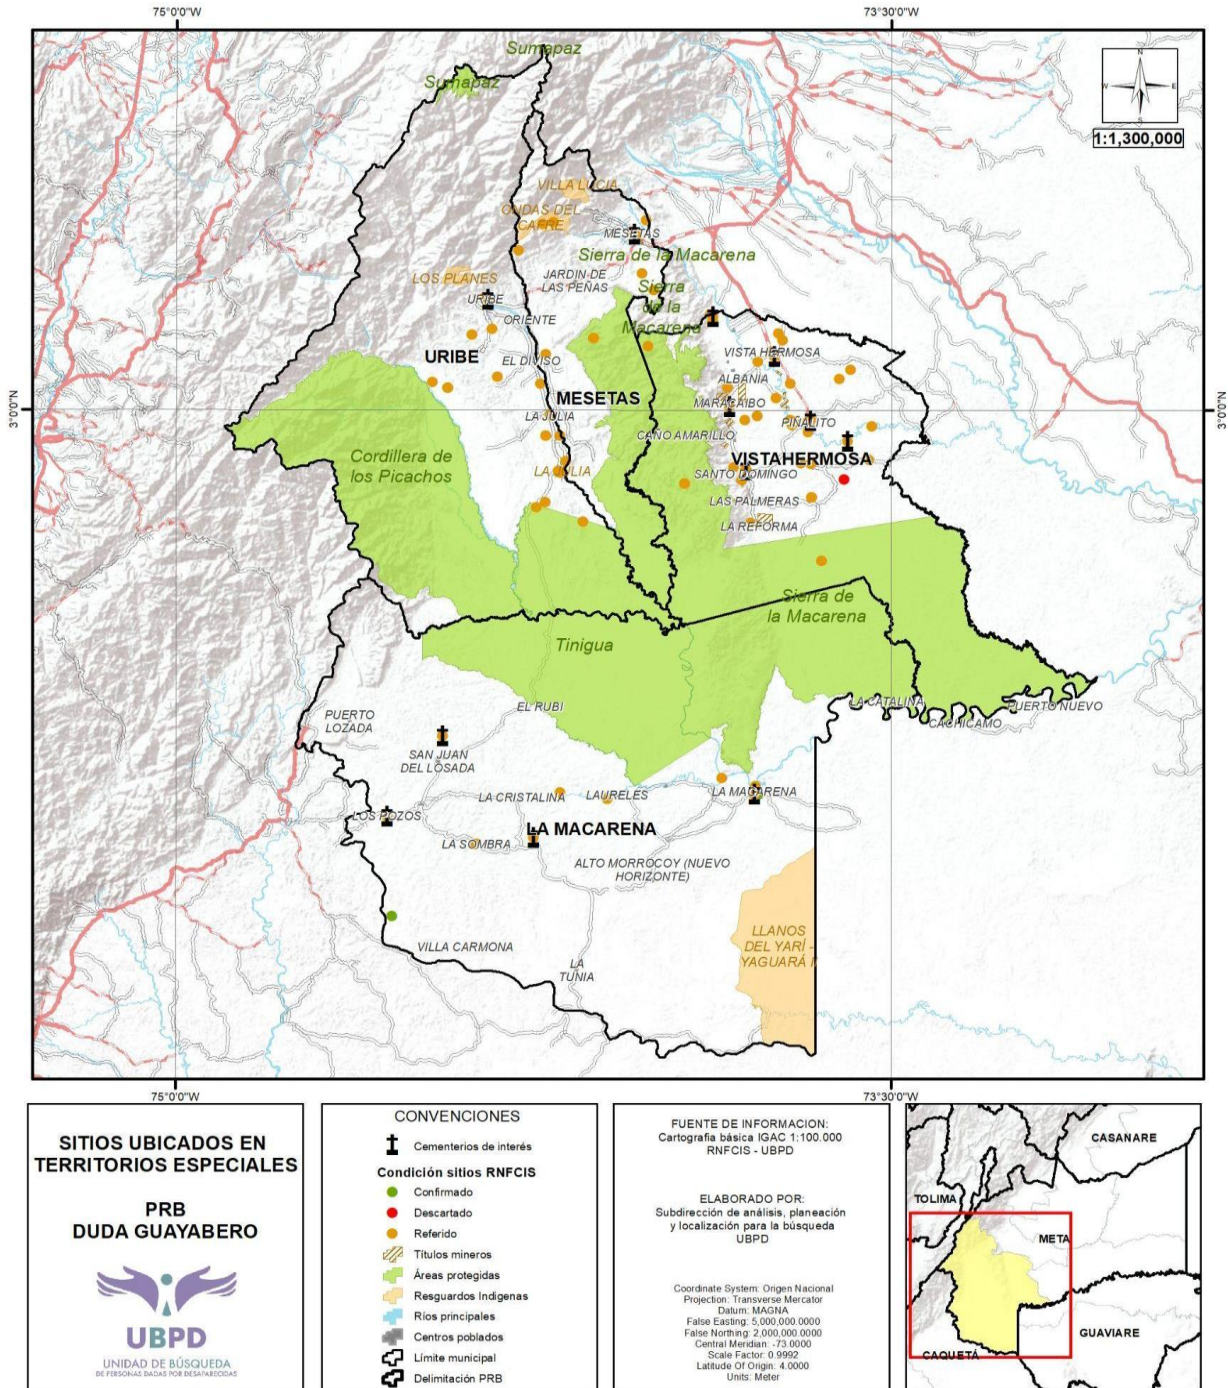 75°0'0"W
73°30'0"W
Sumapaz
Sumapaz
N
W
E
S
1:1,300,000
VILLA LUCIA
ONDAS DEL
CAFRE
MESETAS
Sierra de la Macarena
LOS PLANES
JARDIN DE
LAS PEÑAS
Sierra
de la
Macarena
URIBE
ORIENTE
URIBE
EL DIVISO
VISTA HERMOSA
ALBANIA
MESETAS
MARACAIBO
3°0'0"N
3°0'0"N
LA JULIA
PIÑALITO
CAÑO AMARILLO
Cordillera de
los Picachos
LA JULIA
VISTAHERMOSA
SANTO DOMINGO
LAS PALMERAS
LA REFORMA
Sierra de
la Macarena
Tinigua
EL RUBI
LA CATALINA
PUERTO NUEVO
CACHICAMO
PUERTO
LOZADA
SAN JUAN
DEL LOSADA
LA CRISTALINA
LAURELES
LA MACARENA
LOS POZOS
LA MACARENA
LA SOMBRA
ALTO MORROCOY (NUEVO
HORIZONTE)
LLANOS
DEL YARÍ -
YAGUARÁ I
VILLA CARMONA
LA
TUNIA
75°0'0"W
73°30'0"W
SITIOS UBICADOS EN
TERRITORIOS ESPECIALES
PRB
DUDA GUAYABERO
UBPD
UNIDAD DE BÚSQUEDA
DE PERSONAS DADAS POR DESAPARECIDAS
CONVENCIONES
Cementerios de interés
Condición sitios RNFCIS
Confirmado
Descartado
Referido
Títulos mineros
Áreas protegidas
Resguardos Indigenas
Ríos principales
Centros poblados
Límite municipal
Delimitación PRB
FUENTE DE INFORMACION:
Cartografía básica IGAC 1:100.000
RNFCIS - UBPD
ELABORADO POR:
Subdirección de análisis, planeación
y localización para la búsqueda
UBPD
Coordinate System: Origen Nacional
Projection: Transverse Mercator
Datum: MAGNA
False Easting: 5,000,000.0000
False Northing: 2,000,000.0000
Central Meridian: -73.0000
Scale Factor: 0.9992
Latitude Of Origin: 4.0000
Units: Meter
CASANARE
TOLIMA
META
GUAVIARE
CAQUETÁ